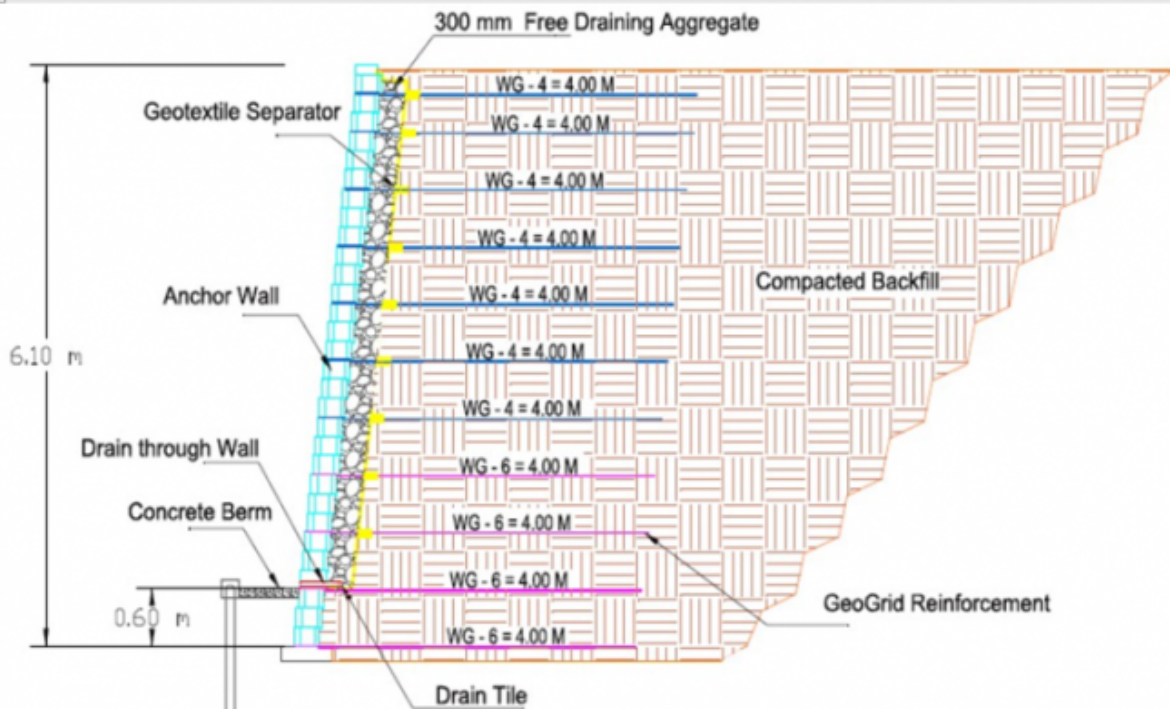 300 mm Free Draining Aggregate
WG - 4 = 4.00 M
Geotextile Separator
WG - 4 = 4.00 M
WG - 4 = 4.00 M
WG - 4 = 4.00 M
Compacted Backfill
Anchor Wall
WG - 4 = 4.00 M
6.10 m
WG - 4 = 4.00 M
WG - 4 = 4.00 M
Drain through Wall
WG - 6 = 4.00 M
Concrete Berm
WG - 6 = 4.00 M
WG - 6 = 4.00 M
GeoGrid Reinforcement
0.60 m
WG - 6 = 4.00 M
Drain Tile